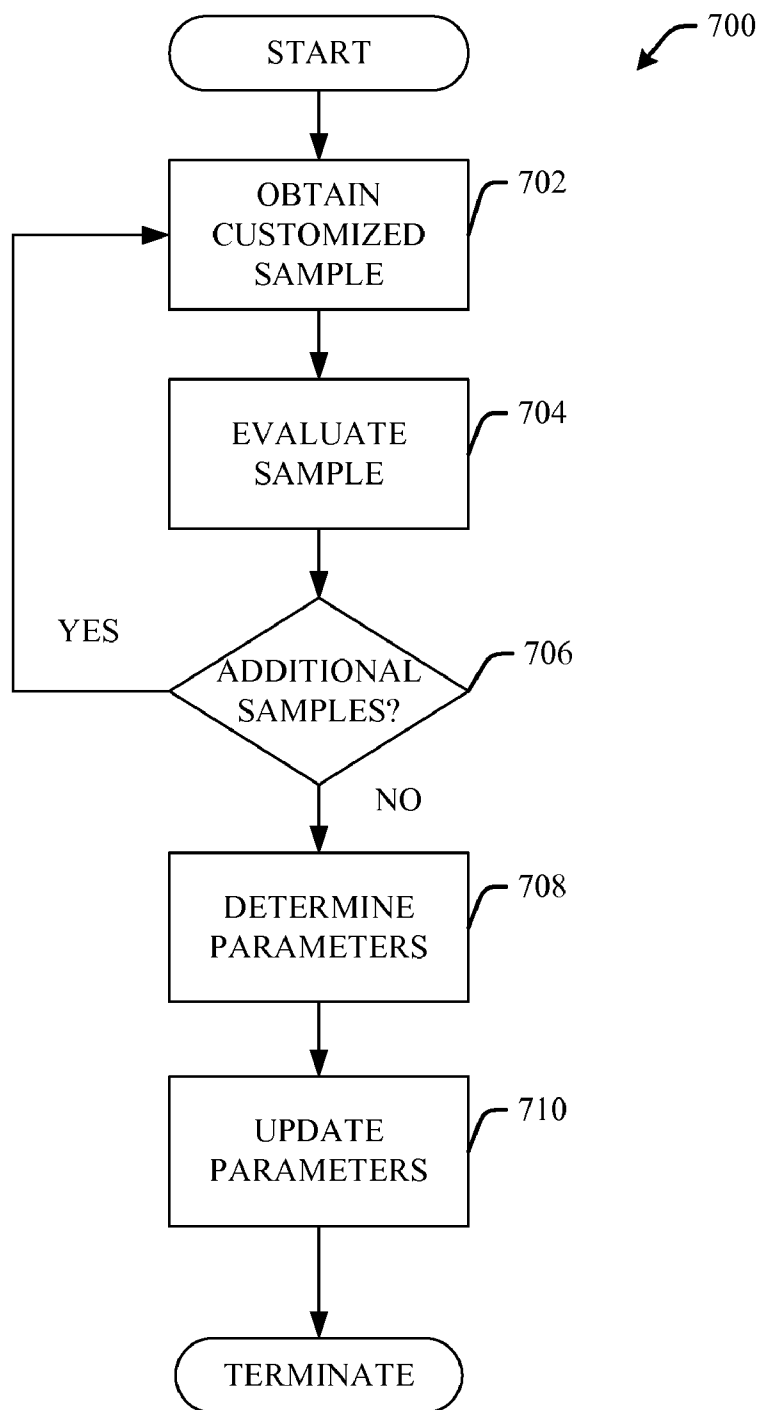 START
700
OBTAIN
CUSTOMIZED
SAMPLE
702
EVALUATE
SAMPLE
704
YES
ADDITIONAL
SAMPLES?
706
NO
DETERMINE
PARAMETERS
708
UPDATE
PARAMETERS
710
TERMINATE